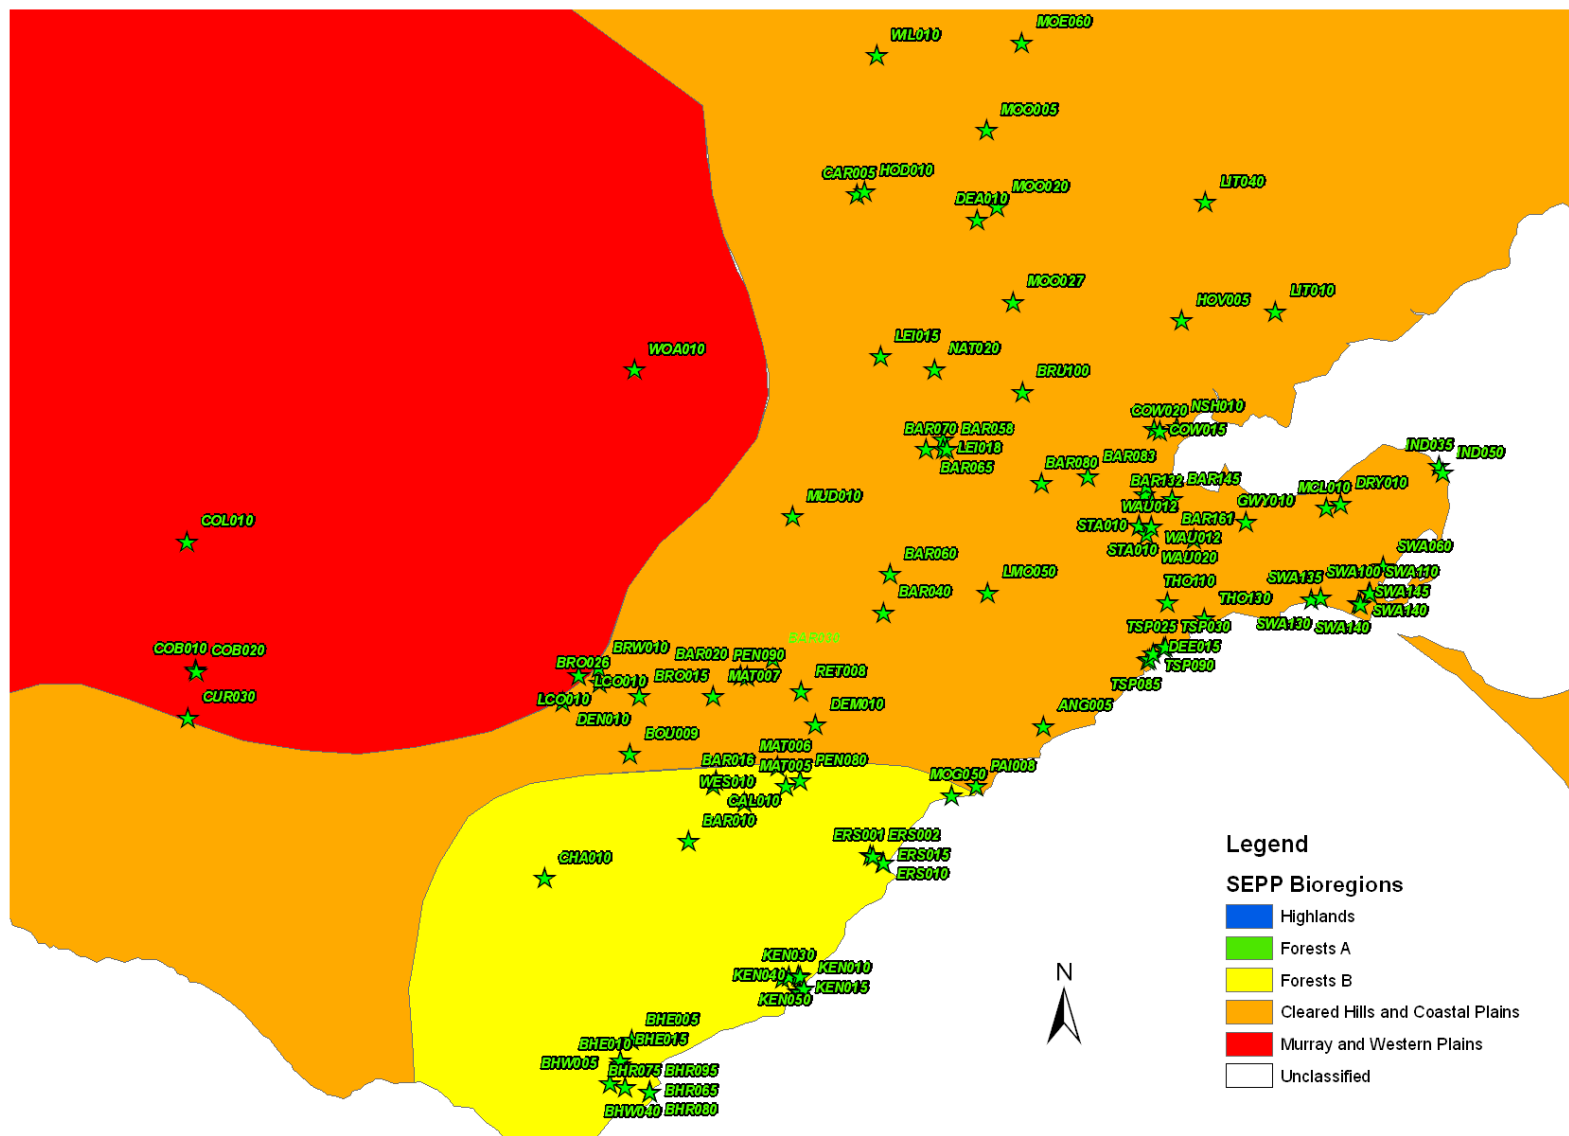 MOE060
WIL010
MOO005
CAR005 HOD010
MOO020
DEA010
LIT040
MOO027
HOV005
LIT010
LEI015
NAT020
WOA010
BRU100
COW020
NSH010
COW015
BAR070 BAR058
LEI018
BAR065
BAR080
BAR083
IND035
IND050
BAR132
BAR145
MCL010
DRY010
GWY010
MUD010
WAU012
BAR161
STA010
WAU012
STA010
WAU020
COL010
SWA060
BAR060
LMO050
THO110
SWA135
SWA100
SWA110
SWA145
BAR040
THO130
SWA140
SWA130
SWA140
TSP025
TSP030
BAR035
DEE015
TSP090
TSP085
COB010
COB020
BRW010
BRO026
BAR020
PEN090
LCO010
BRO015
MAT007
RET008
CUR030
LCO010
DEN010
DEM010
ANG005
BOU009
MAT006
BAR016
MAT005
PEN080
WES010
MOG050
PAI008
CAL010
BAR010
ERS001
ERS002
ERS015
ERS010
CHA010
KEN030
KEN010
KEN040
KEN015
KEN050
BHE005
BHE010
BHE015
BHW005
BHR075
BHR095
BHR065
BHW040
BHR080
N
Legend
SEPP Bioregions
Highlands
Forests A
Forests B
Cleared Hills and Coastal Plains
Murray and Western Plains
Unclassified